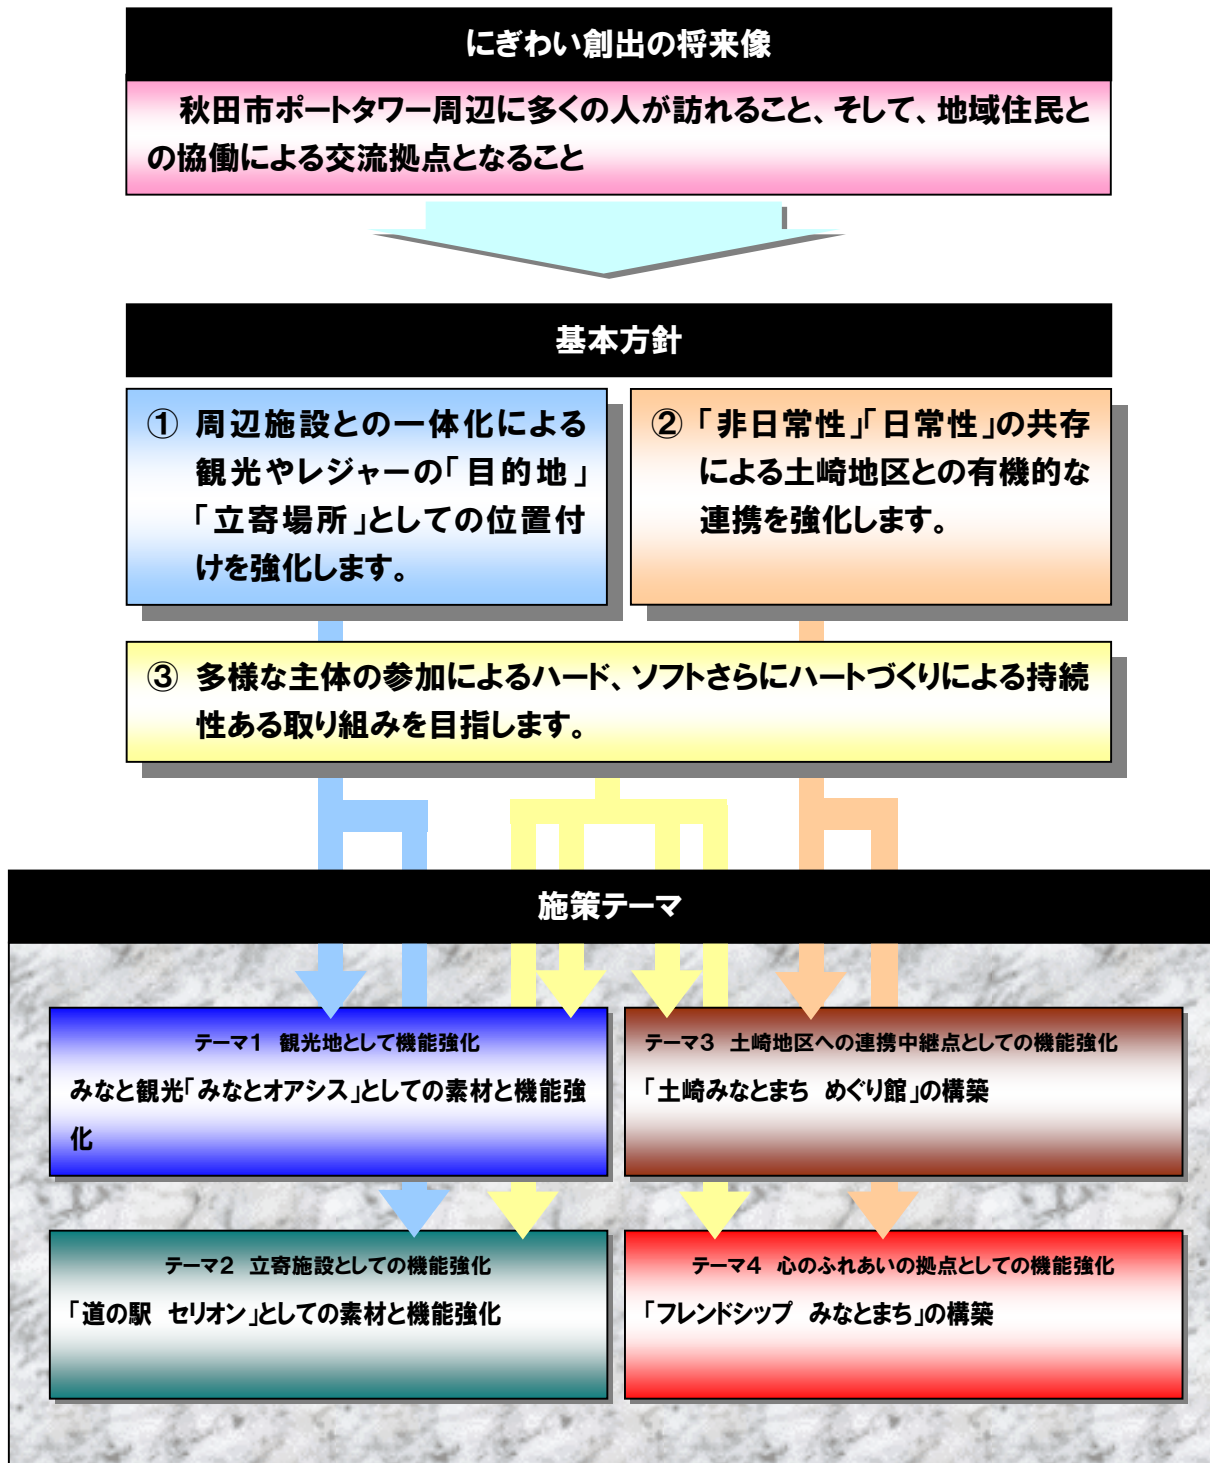 にぎわい創出の将来像
秋田市ポートタワー周辺に多くの人が訪れること、そして、地域住民と
の協働による交流拠点となること
基本方針
① 周辺施設との一体化による
観光やレジャーの「目的地」
「立寄場所」としての位置付
けを強化します。
② 「非日常性」「日常性」の共存
による土崎地区との有機的な
連携を強化します。
③ 多様な主体の参加によるハード、ソフトさらにハートづくりによる持続
性ある取り組みを目指します。
施策テーマ
テーマ1 観光地として機能強化
みなと観光「みなとオアシス」としての素材と機能強
化
テーマ3 土崎地区への連携中継点としての機能強化
「土崎みなとまち めぐり館」の構築
テーマ2 立寄施設としての機能強化
「道の駅 セリオン」としての素材と機能強化
テーマ4 心のふれあいの拠点としての機能強化
「フレンドシップ みなとまち」の構築